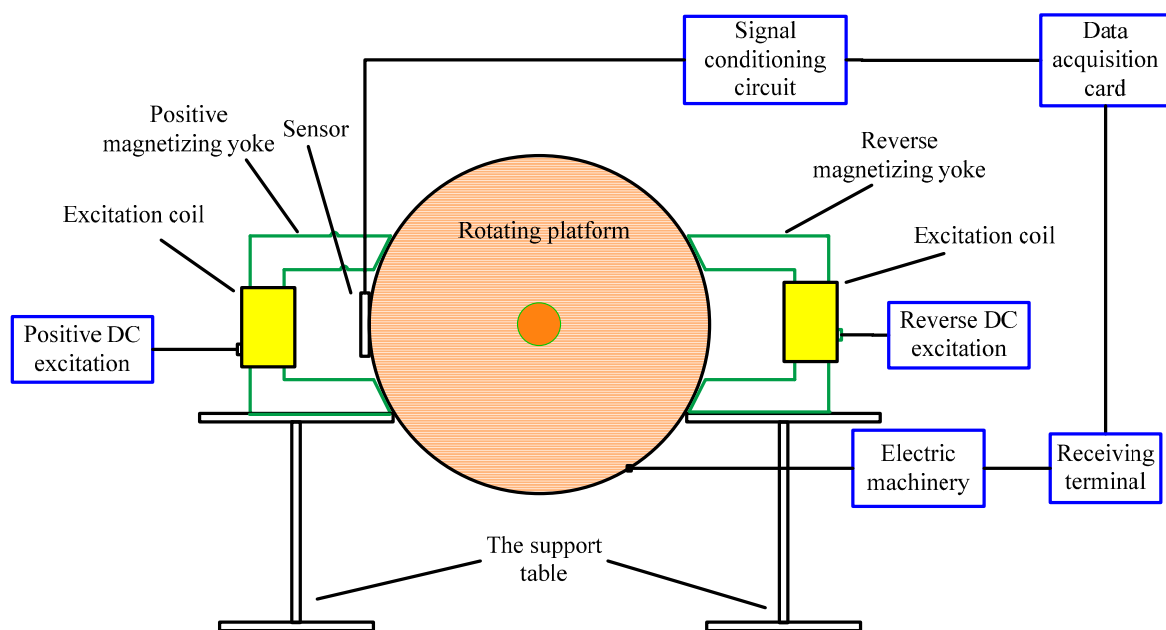 Signal
conditioning
circuit
Data
acquisition
card
Positive
magnetizing yoke
Sensor
Reverse
magnetizing yoke
Excitation coil
Rotating platform
Excitation coil
Positive DC
excitation
Reverse DC
excitation
Electric
machinery
Receiving
terminal
The support
table